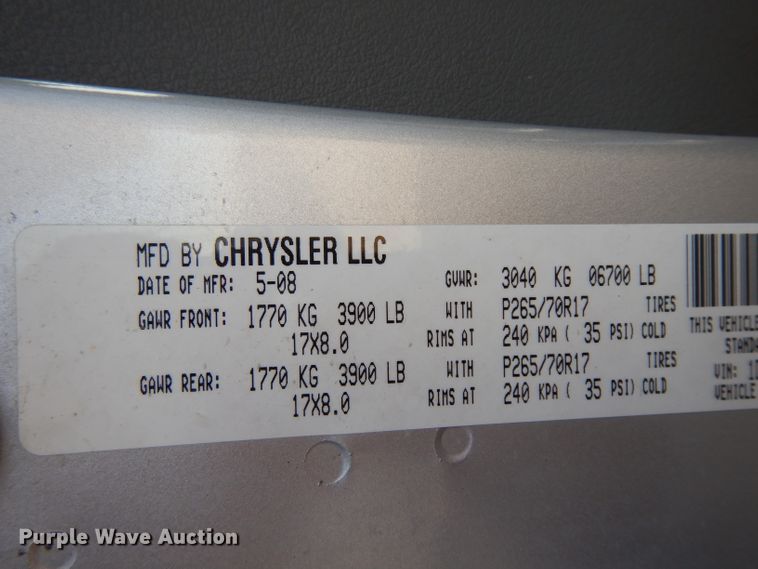 MFD BY CHRYSLER LLC
DATE OF MFR: 5-08 GVWR: 3040 KG 06700 LB
GAWR FRONT: 1770 KG 3900 LB WITH P265/70R17 TIRES
17X8.0 RIMS AT 240 KPA ( 35 PSI) COLD
GAWR REAR: 1770 KG 3900 LB WITH P265/70R17 TIRES
17X8.0 RIMS AT 240 KPA ( 35 PSI) COLD
THIS VEHICLE
VIN:
VEHICLE
Purple Wave Auction